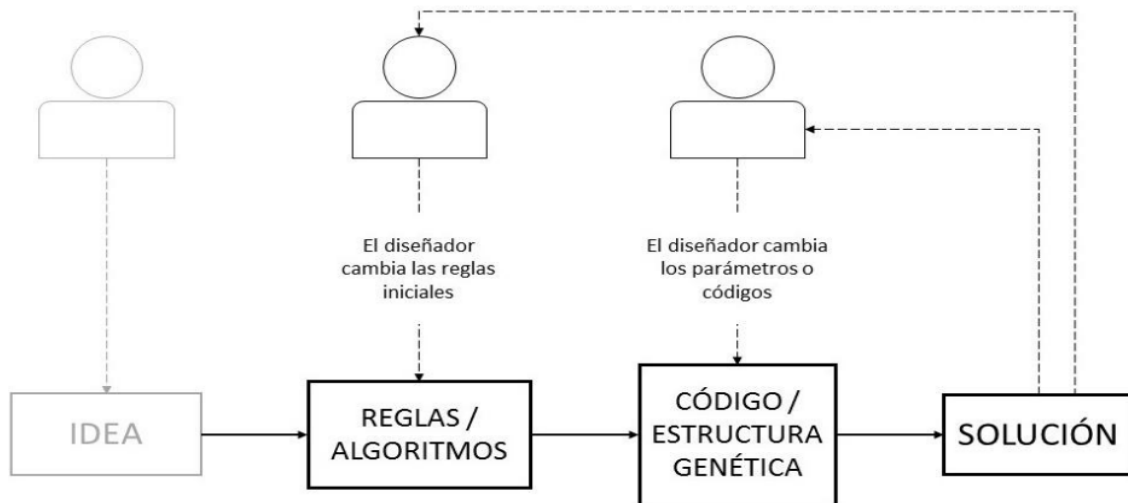 El diseñador
cambia las reglas
iniciales
El diseñador cambia
los parámetros o
códigos
IDEA
REGLAS /
ALGORITMOS
CÓDIGO /
ESTRUCTURA
GENÉTICA
SOLUCIÓN